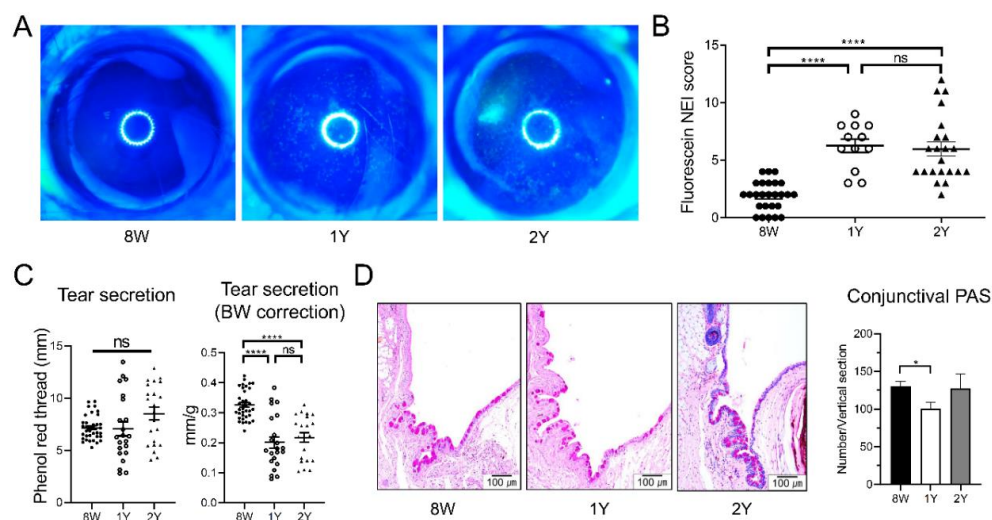 A
8W
1Y
2Y
B
Fluorescein NEI score
15
10
5
0
****
****
ns
8W
1Y
2Y
C
Tear secretion
Phenol red thread (mm)
15
10
5
0
ns
8W
1Y
2Y
Tear secretion
(BW correction)
mm/g
0.5
0.4
0.3
0.2
0.1
0.0
****
****
ns
8W
1Y
2Y
D
100 μm
100 μm
100 μm
8W
1Y
2Y
Conjunctival PAS
Number/Vertical section
200
150
100
50
0
*
8W
1Y
2Y